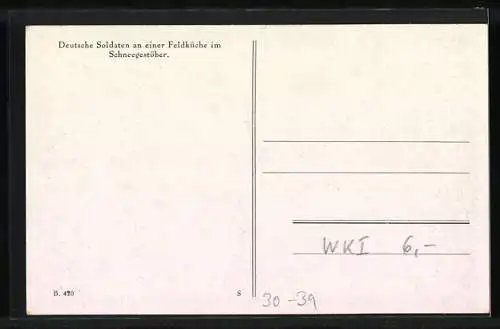 Deutsche Soldaten an einer Feldküche im
Schneegestöber.
WKI 6,-
B. 420 S
30-39